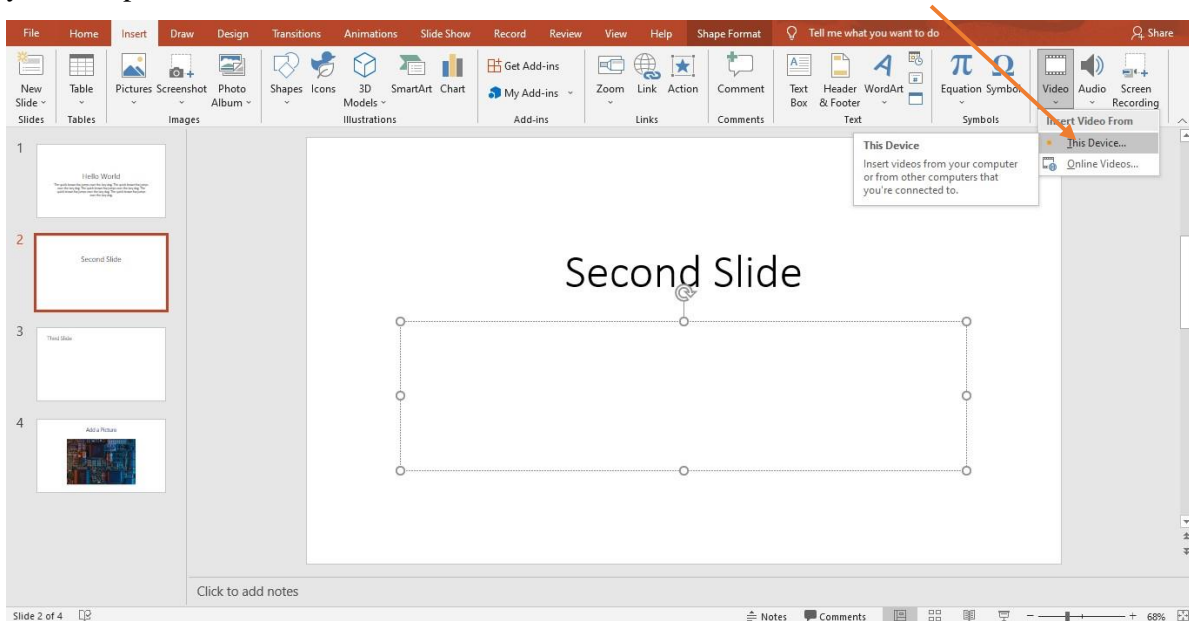 File Home Insert Draw Design Transitions Animations Slide Show Record Review View Help Shape Format Tell me what you want to do Share
New Slide Table Pictures Screenshot Photo Album Shapes Icons 3D Models SmartArt Chart Get Add-ins My Add-ins Zoom Link Action Comment Text Box Header & Footer WordArt Equation Symbol Video Audio Screen Recording
Slides Tables Images Illustrations Add-ins Links Comments Text Symbols
Insert Video From
This Device...
Online Videos...
This Device
Insert videos from your computer
or from other computers that
you're connected to.
1
Hello World
2
Second Slide
3
Third Slide
4
Add a Picture
Second Slide
Click to add notes
Slide 2 of 4 Notes Comments 68%